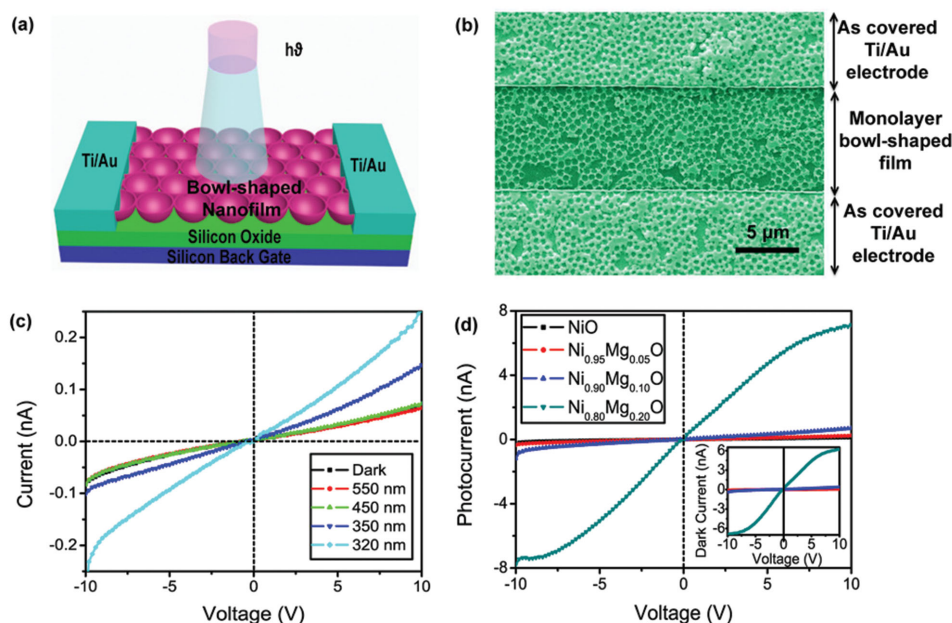 (a)
hϑ
Ti/Au
Ti/Au
Bowl-shaped
Nanofilm
Silicon Oxide
Silicon Back Gate
(b)
As covered
Ti/Au
electrode
Monolayer
bowl-shaped
film
As covered
Ti/Au
electrode
5 μm
(c)
Current (nA)
0.2
0.1
0.0
-0.1
-0.2
Dark
550 nm
450 nm
350 nm
320 nm
-10
-5
0
5
10
Voltage (V)
(d)
Photocurrent (nA)
8
4
0
-4
-8
NiO
Ni0.95Mg0.05O
Ni0.90Mg0.10O
Ni0.80Mg0.20O
Dark Current (nA)
6
3
0
-3
-6
-10
-5
0
5
10
Voltage (V)
-10
-5
0
5
10
Voltage (V)